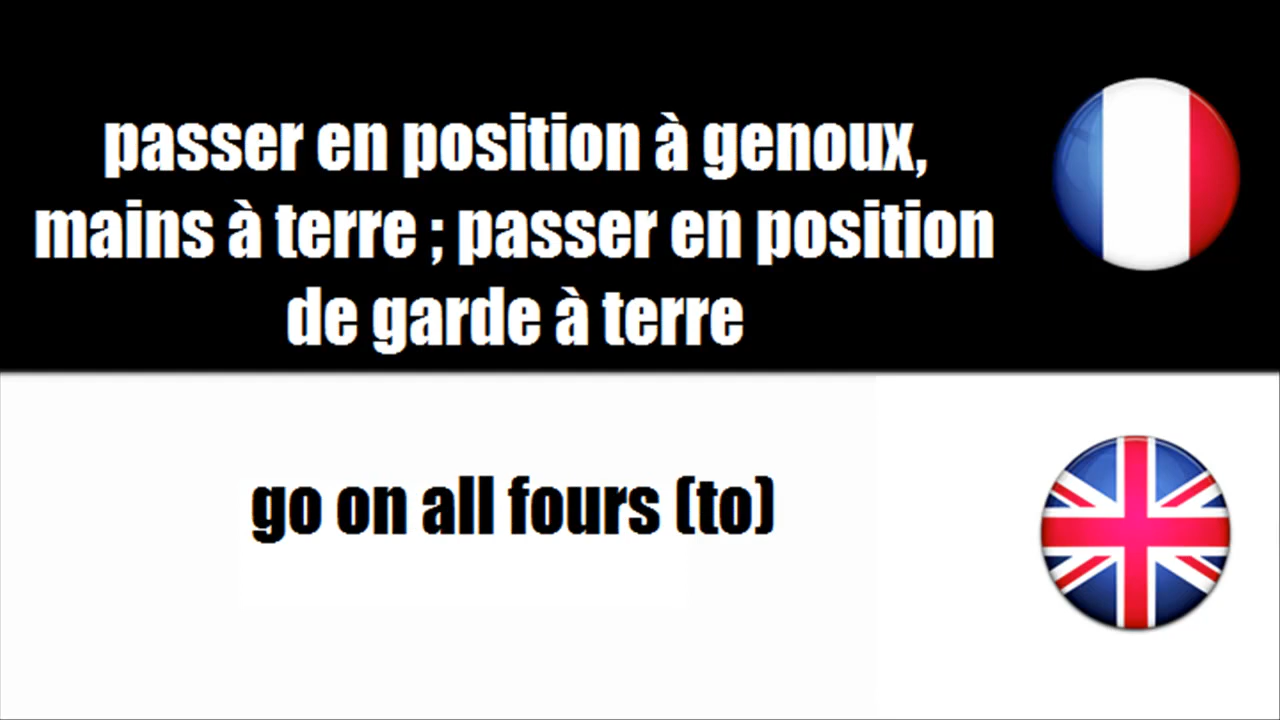 passer en position à genoux,
mains à terre ; passer en position
de garde à terre
go on all fours (to)